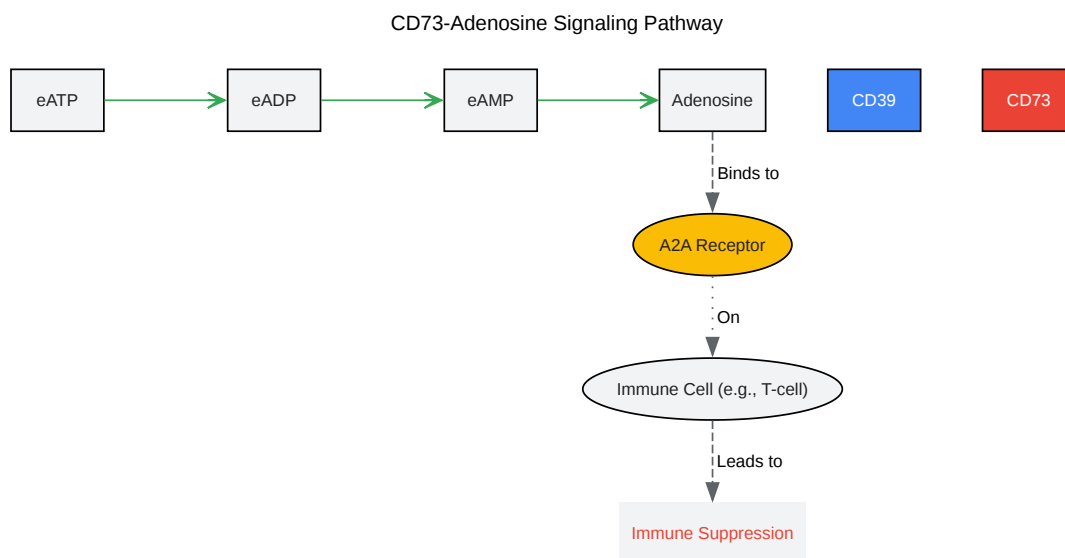 CD73-Adenosine Signaling Pathway
eATP
eADP
eAMP
Adenosine
CD39
CD73
Binds to
A2A Receptor
On
Immune Cell (e.g., T-cell)
Leads to
Immune Suppression